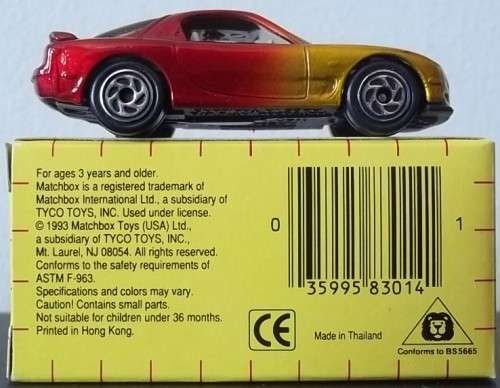 For ages 3 years and older.
Matchbox is a registered trademark of
Matchbox International Ltd., a subsidiary of
TYCO TOYS, INC. Used under license.
© 1993 Matchbox Toys (USA) Ltd.,
a subsidiary of TYCO TOYS, INC.,
Mt. Laurel, NJ 08054. All rights reserved.
Conforms to the safety requirements of
ASTM F-963.
Specifications and colors may vary.
Caution! Contains small parts.
Not suitable for children under 36 months.
Printed in Hong Kong.
0 35995 83014 1
CE
Made in Thailand
Conforms to BS5665